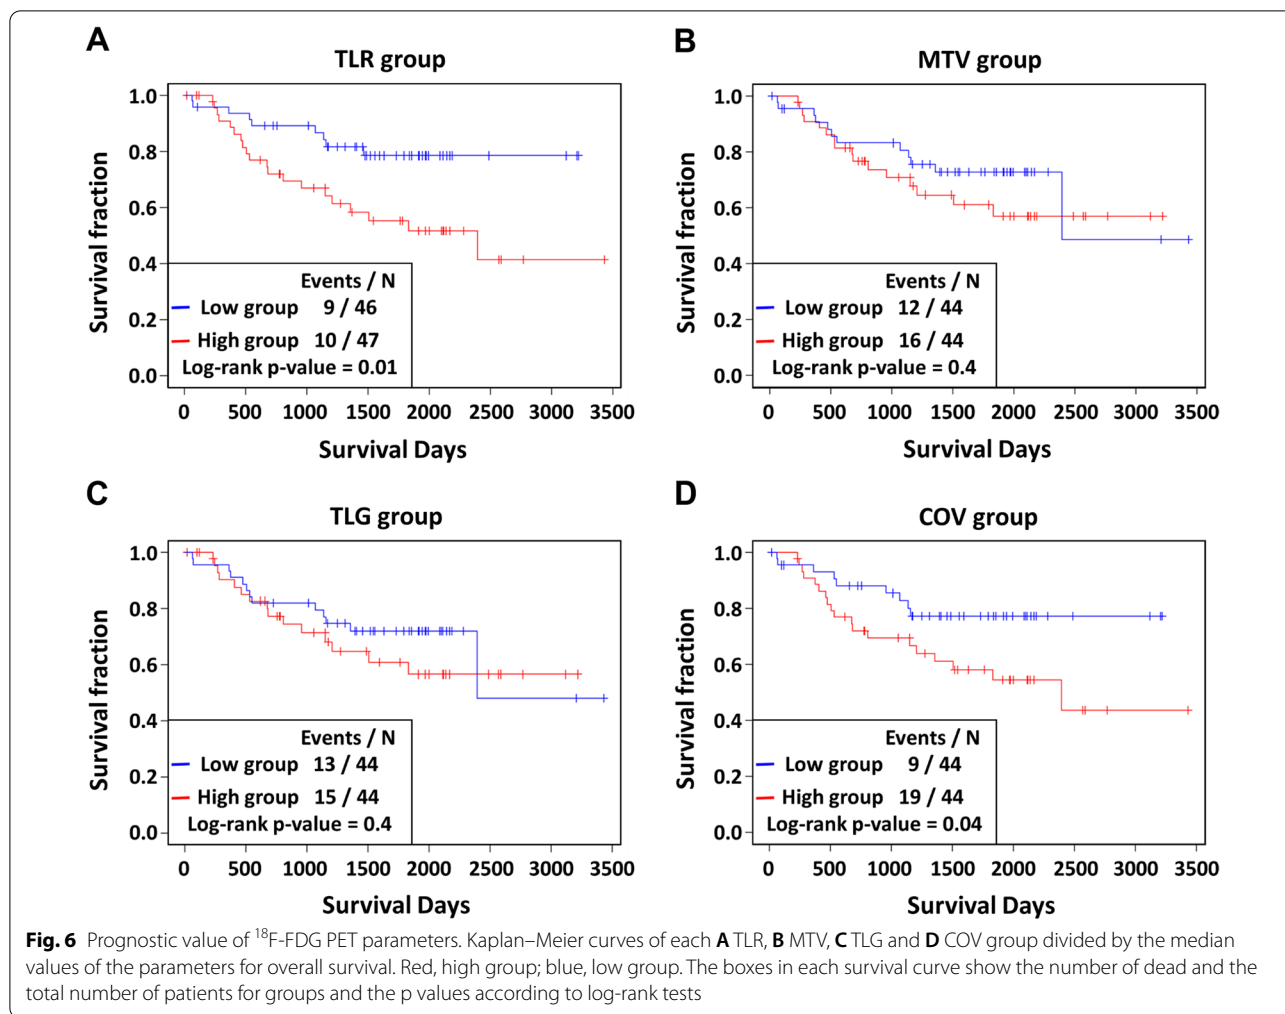 A
TLR group
1.0
0.8
0.6
0.4
0.2
0.0
Survival fraction
Events / N
Low group 9 / 46
High group 10 / 47
Log-rank p-value = 0.01
0 500 1000 1500 2000 2500 3000 3500
Survival Days
B
MTV group
1.0
0.8
0.6
0.4
0.2
0.0
Survival fraction
Events / N
Low group 12 / 44
High group 16 / 44
Log-rank p-value = 0.4
0 500 1000 1500 2000 2500 3000 3500
Survival Days
C
TLG group
1.0
0.8
0.6
0.4
0.2
0.0
Survival fraction
Events / N
Low group 13 / 44
High group 15 / 44
Log-rank p-value = 0.4
0 500 1000 1500 2000 2500 3000 3500
Survival Days
D
COV group
1.0
0.8
0.6
0.4
0.2
0.0
Survival fraction
Events / N
Low group 9 / 44
High group 19 / 44
Log-rank p-value = 0.04
0 500 1000 1500 2000 2500 3000 3500
Survival Days
Fig. 6 Prognostic value of ¹⁸F-FDG PET parameters. Kaplan–Meier curves of each A TLR, B MTV, C TLG and D COV group divided by the median
values of the parameters for overall survival. Red, high group; blue, low group. The boxes in each survival curve show the number of dead and the
total number of patients for groups and the p values according to log-rank tests